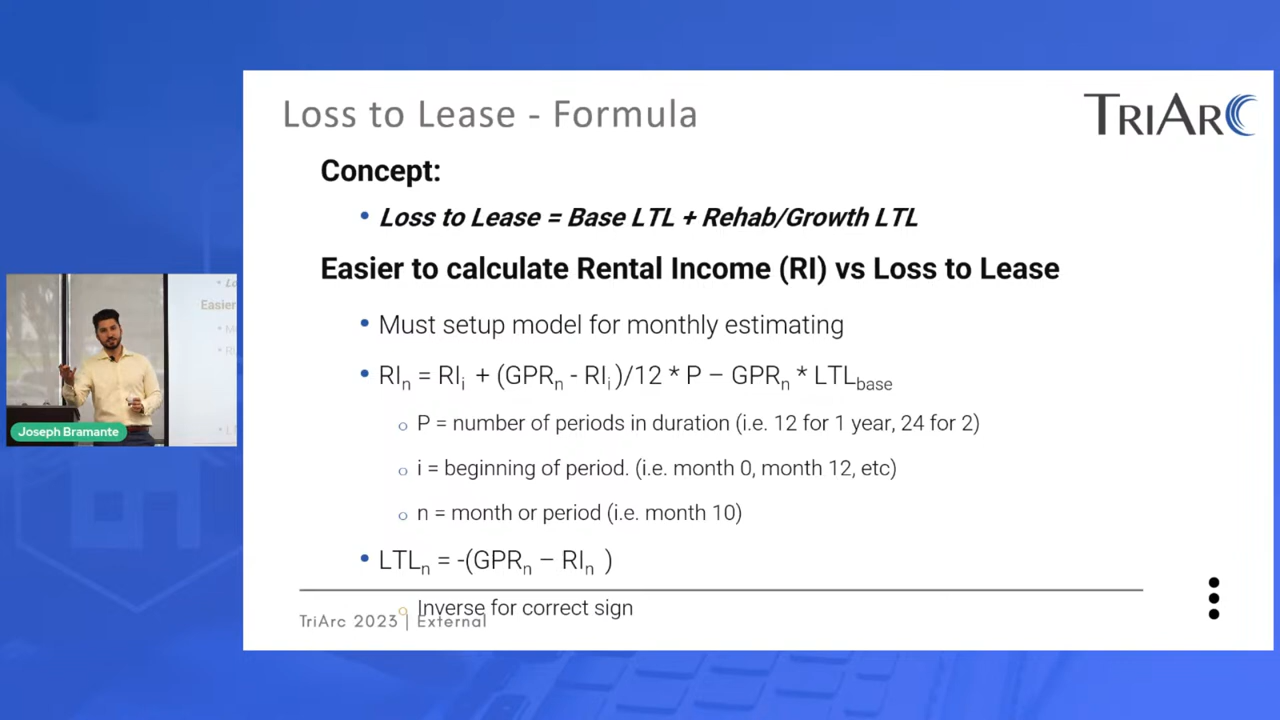 Loss to Lease - Formula
TRIARC
Concept:
• Loss to Lease = Base LTL + Rehab/Growth LTL
Easier to calculate Rental Income (RI) vs Loss to Lease
• Must setup model for monthly estimating
• RIn = RIi + (GPRn - RIi)/12 * P – GPRn * LTLbase
o P = number of periods in duration (i.e. 12 for 1 year, 24 for 2)
o i = beginning of period. (i.e. month 0, month 12, etc)
o n = month or period (i.e. month 10)
• LTLn = -(GPRn – RIn )
o Inverse for correct sign
TriArc 2023 | External
Lo
Easier
Joseph Bramante